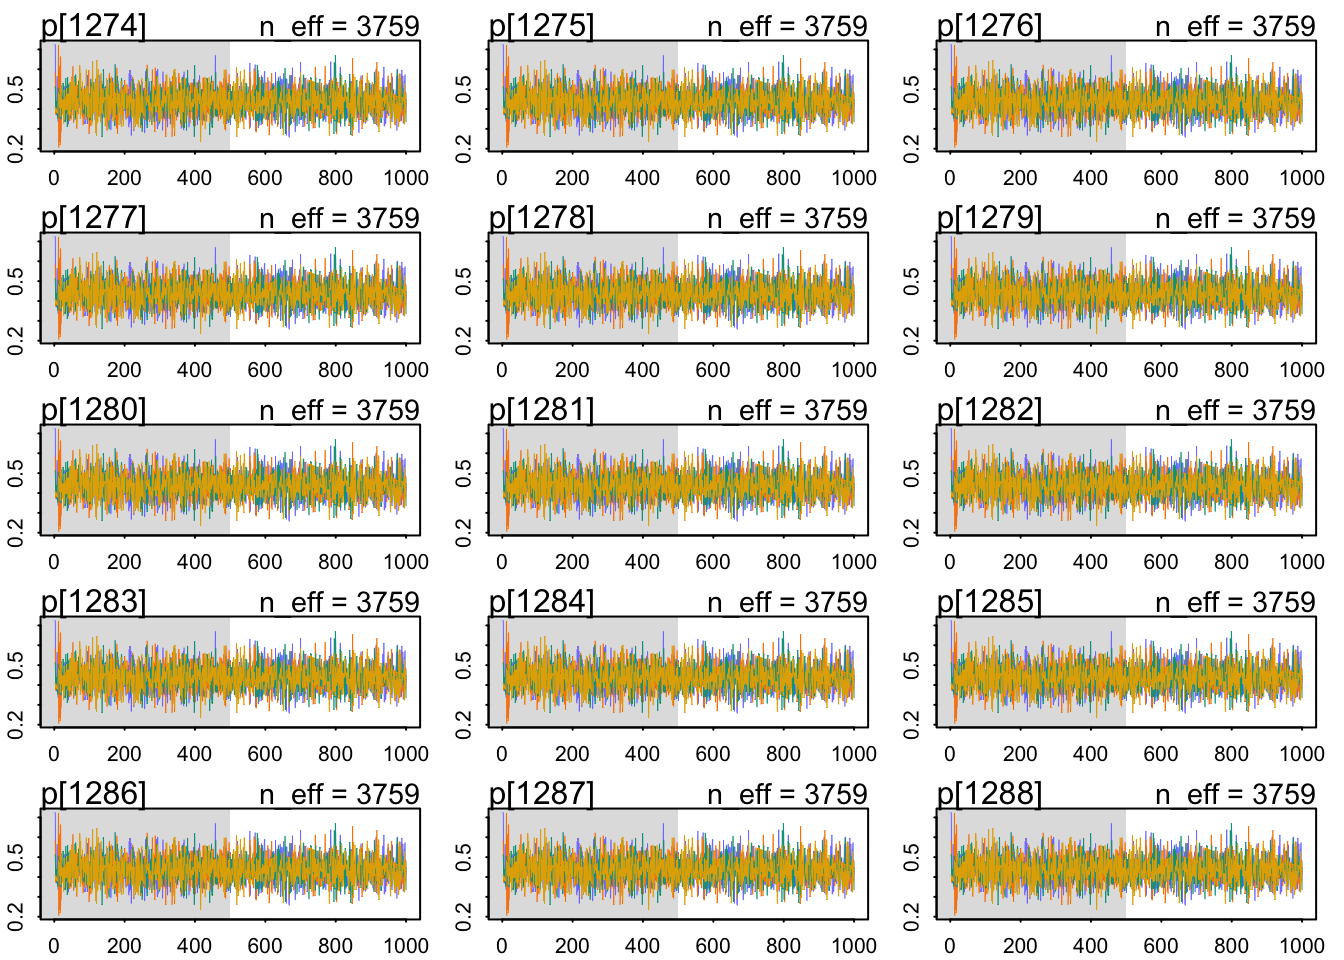 p[1274] n_eff = 3759 p[1275] n_eff = 3759 p[1276] n_eff = 3759
0.2 0.5 0.2 0.5 0.2 0.5
0 200 400 600 800 1000 0 200 400 600 800 1000 0 200 400 600 800 1000
p[1277] n_eff = 3759 p[1278] n_eff = 3759 p[1279] n_eff = 3759
0.2 0.5 0.2 0.5 0.2 0.5
0 200 400 600 800 1000 0 200 400 600 800 1000 0 200 400 600 800 1000
p[1280] n_eff = 3759 p[1281] n_eff = 3759 p[1282] n_eff = 3759
0.2 0.5 0.2 0.5 0.2 0.5
0 200 400 600 800 1000 0 200 400 600 800 1000 0 200 400 600 800 1000
p[1283] n_eff = 3759 p[1284] n_eff = 3759 p[1285] n_eff = 3759
0.2 0.5 0.2 0.5 0.2 0.5
0 200 400 600 800 1000 0 200 400 600 800 1000 0 200 400 600 800 1000
p[1286] n_eff = 3759 p[1287] n_eff = 3759 p[1288] n_eff = 3759
0.2 0.5 0.2 0.5 0.2 0.5
0 200 400 600 800 1000 0 200 400 600 800 1000 0 200 400 600 800 1000